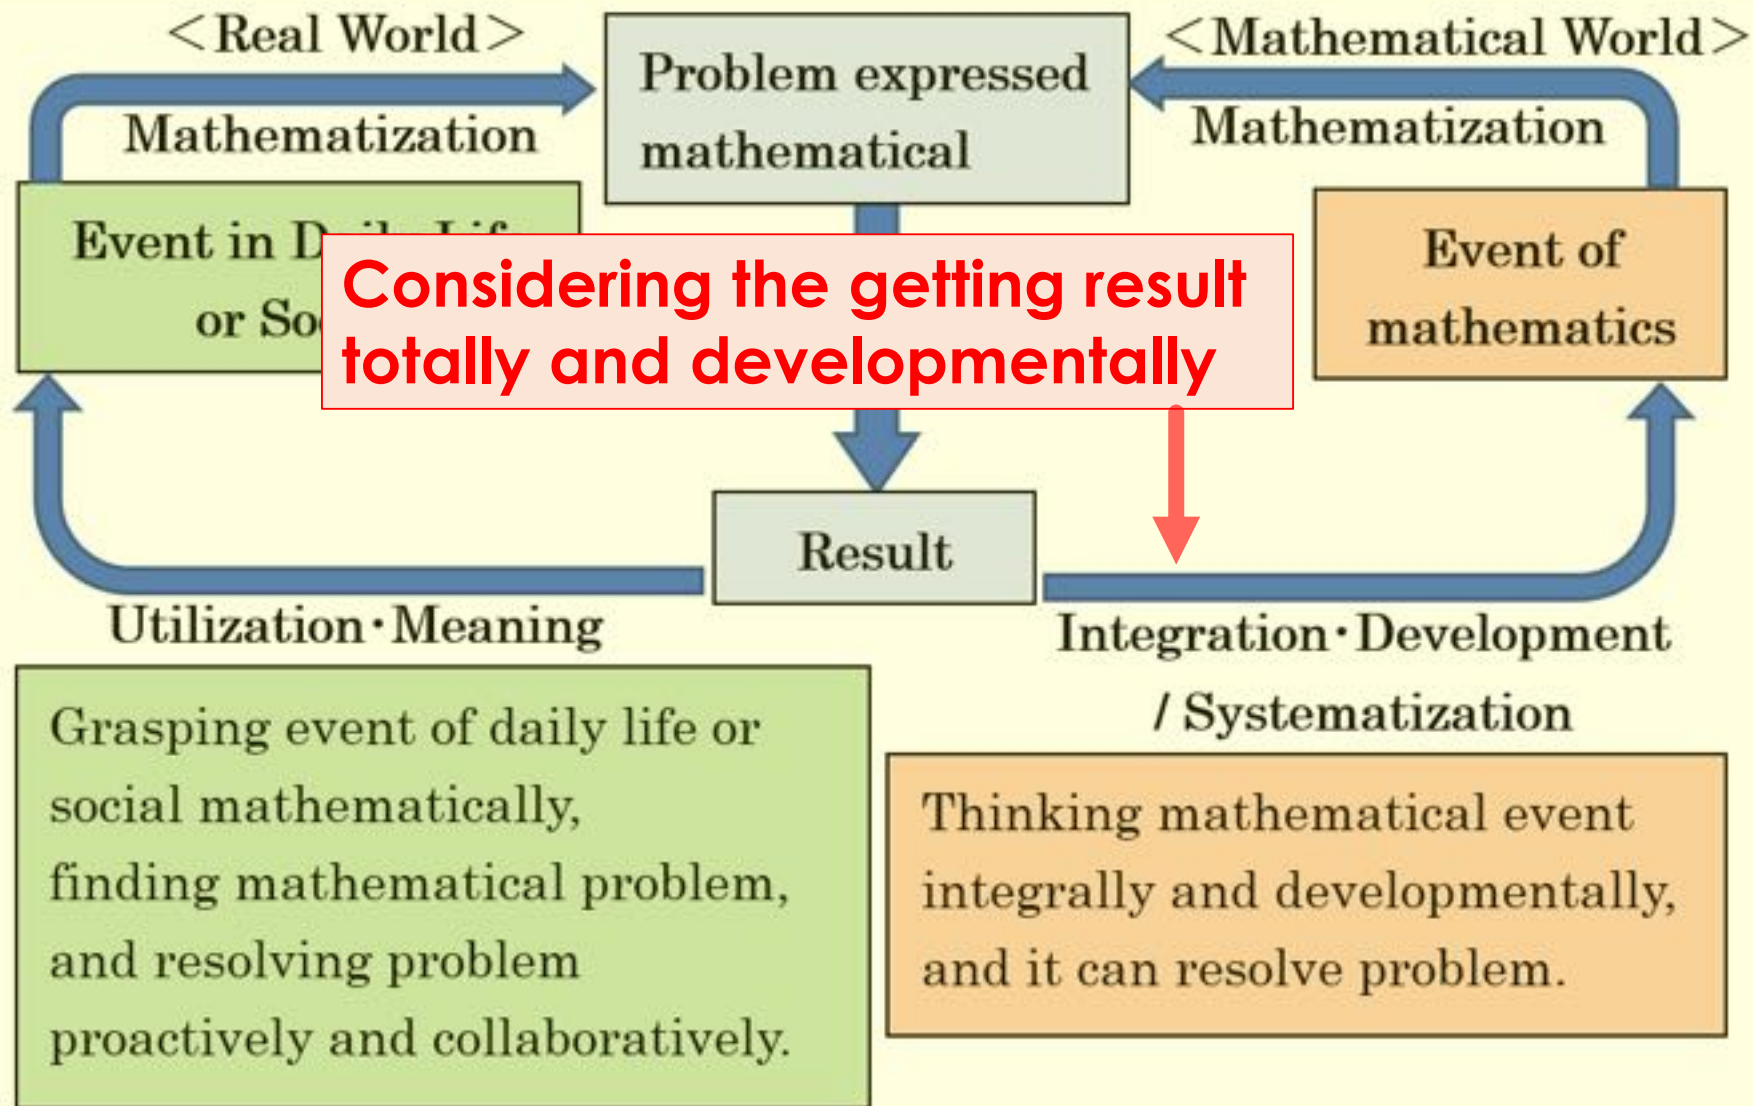 <Real World>
Problem expressed
mathematical
<Mathematical World>
Mathematization
Mathematization
Event in
or
Event of
mathematics
Considering the getting result
totally and developmentally
Result
Utilization・Meaning
Integration・Development
/ Systematization
Grasping event of daily life or
social mathematically,
finding mathematical problem,
and resolving problem
proactively and collaboratively.
Thinking mathematical event
integrally and developmentally,
and it can resolve problem.